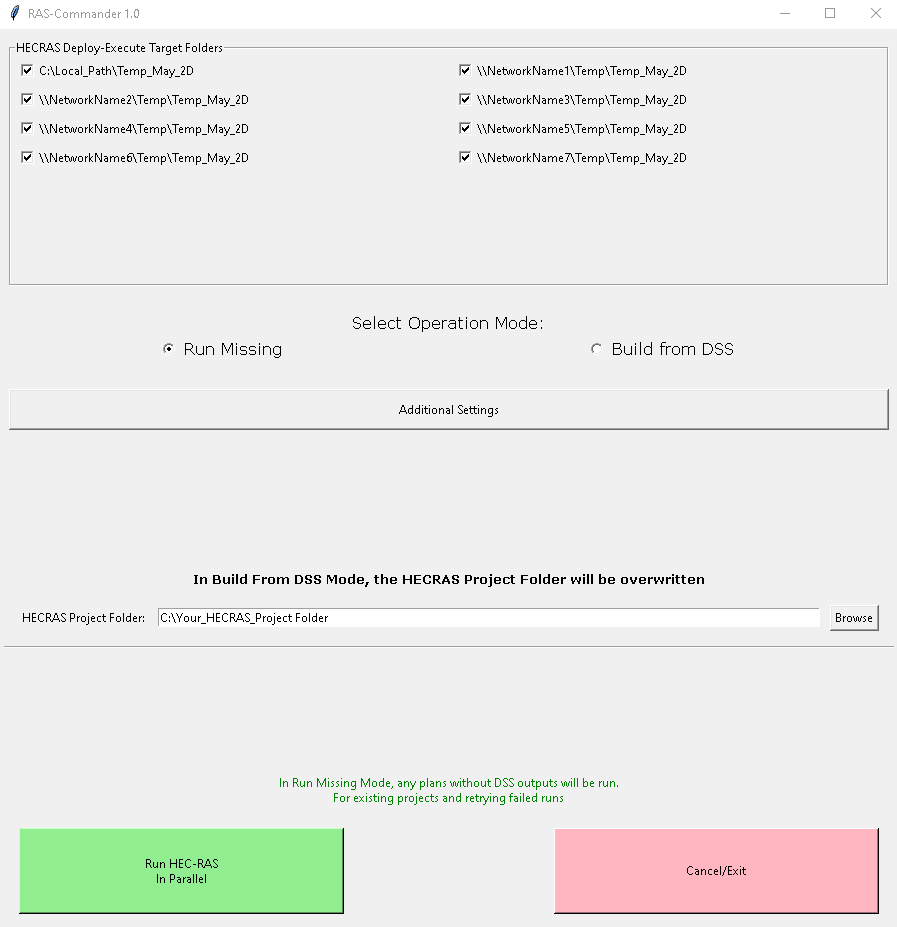 RAS-Commander 1.0
HECRAS Deploy-Execute Target Folders
C:\Local_Path\Temp_May_2D
\\NetworkName1\Temp\Temp_May_2D
\\NetworkName2\Temp\Temp_May_2D
\\NetworkName3\Temp\Temp_May_2D
\\NetworkName4\Temp\Temp_May_2D
\\NetworkName5\Temp\Temp_May_2D
\\NetworkName6\Temp\Temp_May_2D
\\NetworkName7\Temp\Temp_May_2D
Select Operation Mode:
Run Missing
Build from DSS
Additional Settings
In Build From DSS Mode, the HECRAS Project Folder will be overwritten
HECRAS Project Folder:
C:\Your_HECRAS_Project Folder
Browse
In Run Missing Mode, any plans without DSS outputs will be run.
For existing projects and retrying failed runs
Run HEC-RAS
In Parallel
Cancel/Exit